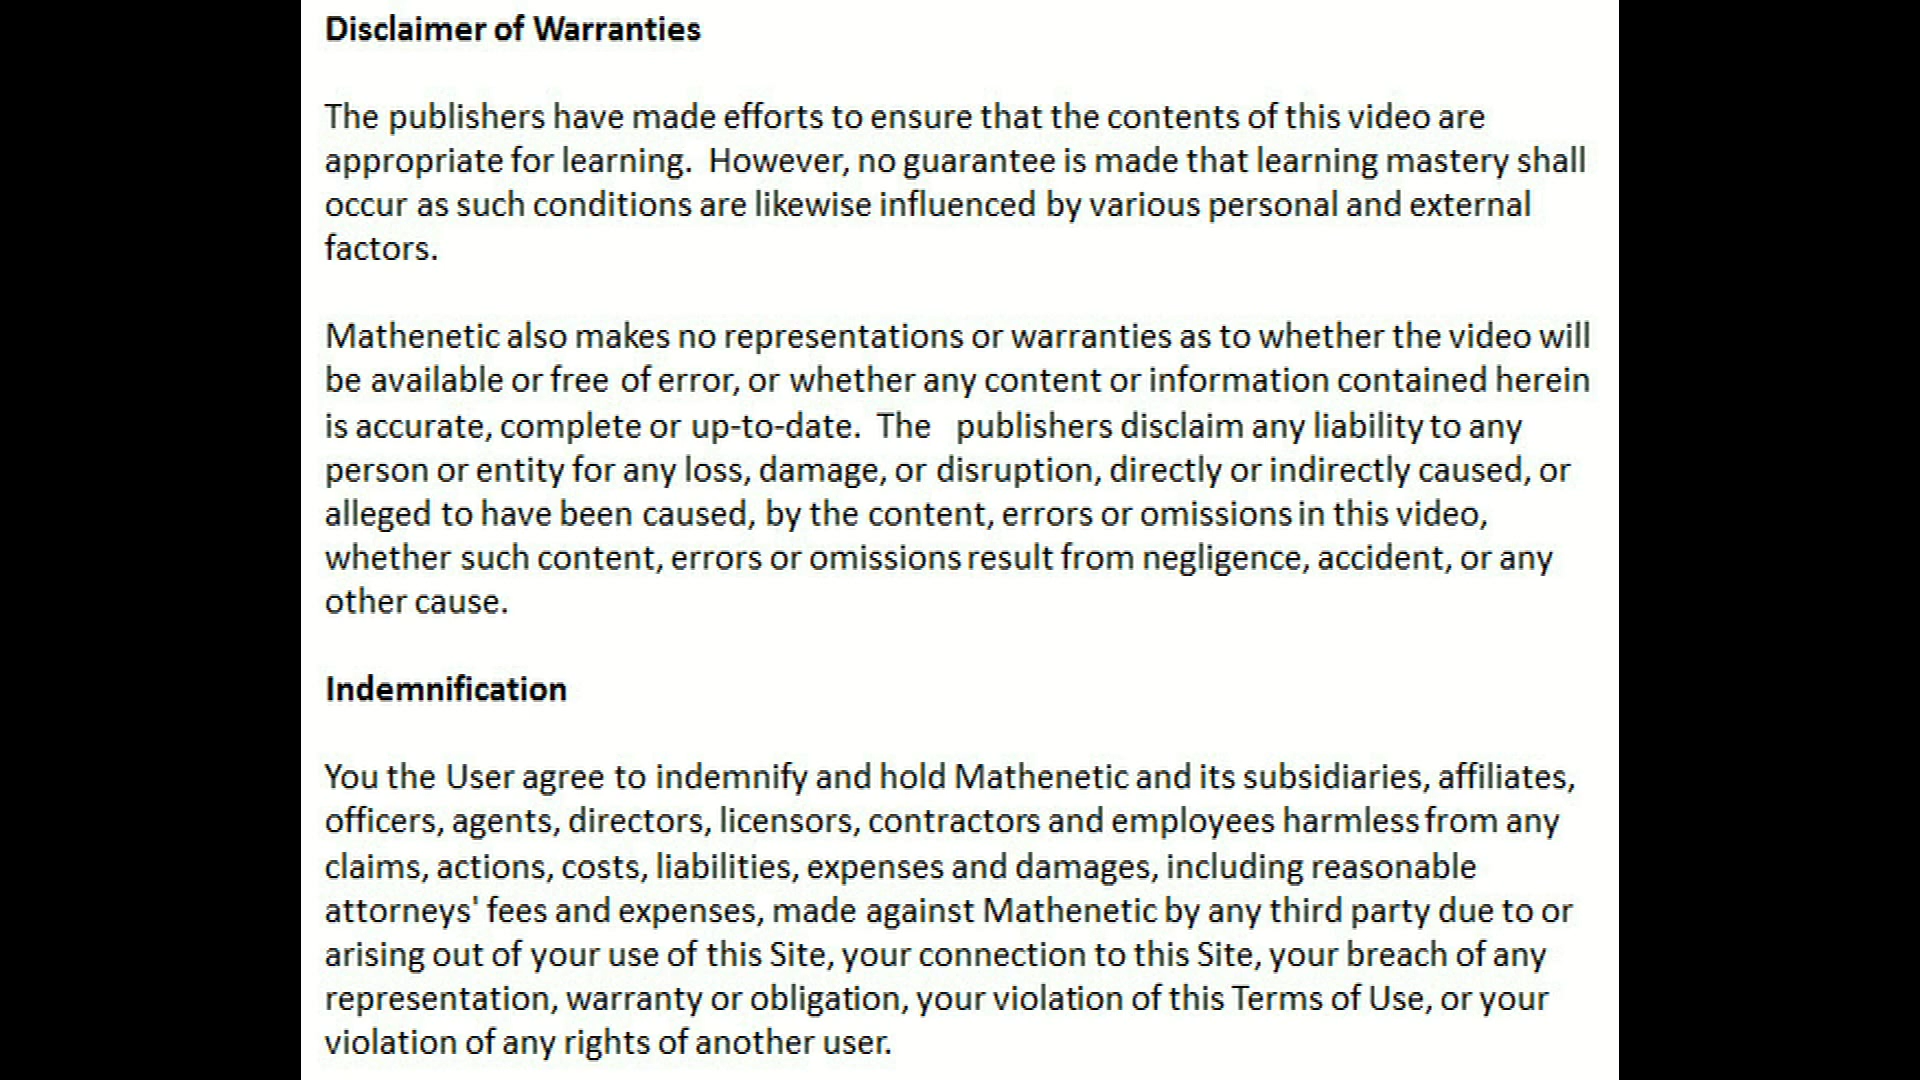 Disclaimer of Warranties
The publishers have made efforts to ensure that the contents of this video are
appropriate for learning.  However, no guarantee is made that learning mastery shall
occur as such conditions are likewise influenced by various personal and external
factors.
Mathenetic also makes no representations or warranties as to whether the video will
be available or free of error, or whether any content or information contained herein
is accurate, complete or up-to-date.  The   publishers disclaim any liability to any
person or entity for any loss, damage, or disruption, directly or indirectly caused, or
alleged to have been caused, by the content, errors or omissions in this video,
whether such content, errors or omissions result from negligence, accident, or any
other cause.
Indemnification
You the User agree to indemnify and hold Mathenetic and its subsidiaries, affiliates,
officers, agents, directors, licensors, contractors and employees harmless from any
claims, actions, costs, liabilities, expenses and damages, including reasonable
attorneys' fees and expenses, made against Mathenetic by any third party due to or
arising out of your use of this Site, your connection to this Site, your breach of any
representation, warranty or obligation, your violation of this Terms of Use, or your
violation of any rights of another user.